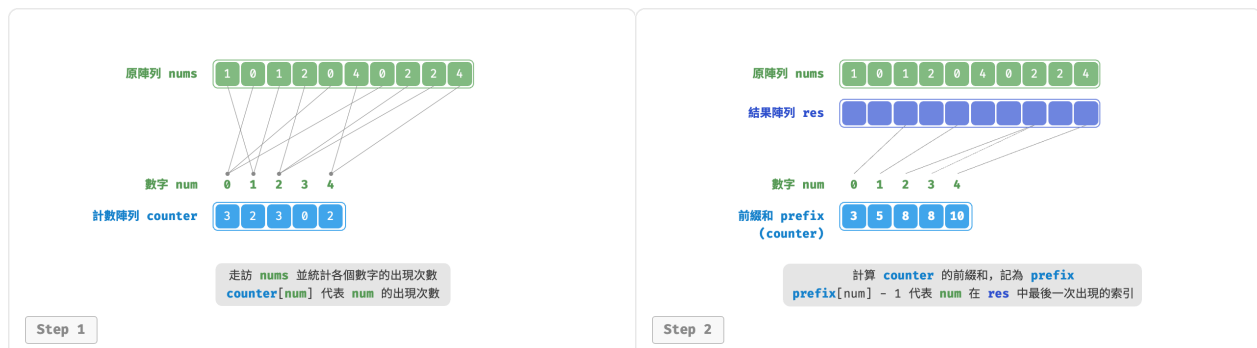 原陣列 nums 1 0 1 2 0 4 0 2 2 4
數字 num 0 1 2 3 4
計數陣列 counter 3 2 3 0 2
走訪 nums 並統計各個數字的出現次數
counter[num] 代表 num 的出現次數
Step 1
原陣列 nums 1 0 1 2 0 4 0 2 2 4
結果陣列 res
數字 num 0 1 2 3 4
前綴和 prefix 3 5 8 8 10
(counter)
計算 counter 的前綴和，記為 prefix
prefix[num] - 1 代表 num 在 res 中最後一次出現的索引
Step 2